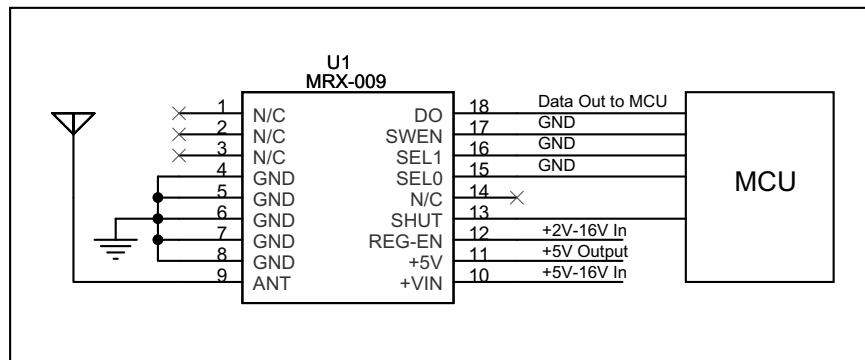 U1
MRX-009
1 N/C
2 N/C
3 N/C
4 GND
5 GND
6 GND
7 GND
8 GND
9 ANT
DO 18 Data Out to MCU
SWEN 17 GND
SEL1 16 GND
SEL0 15 GND
N/C 14
SHUT 13
REG-EN 12 +2V-16V In
+5V 11 +5V Output
+VIN 10 +5V-16V In
MCU